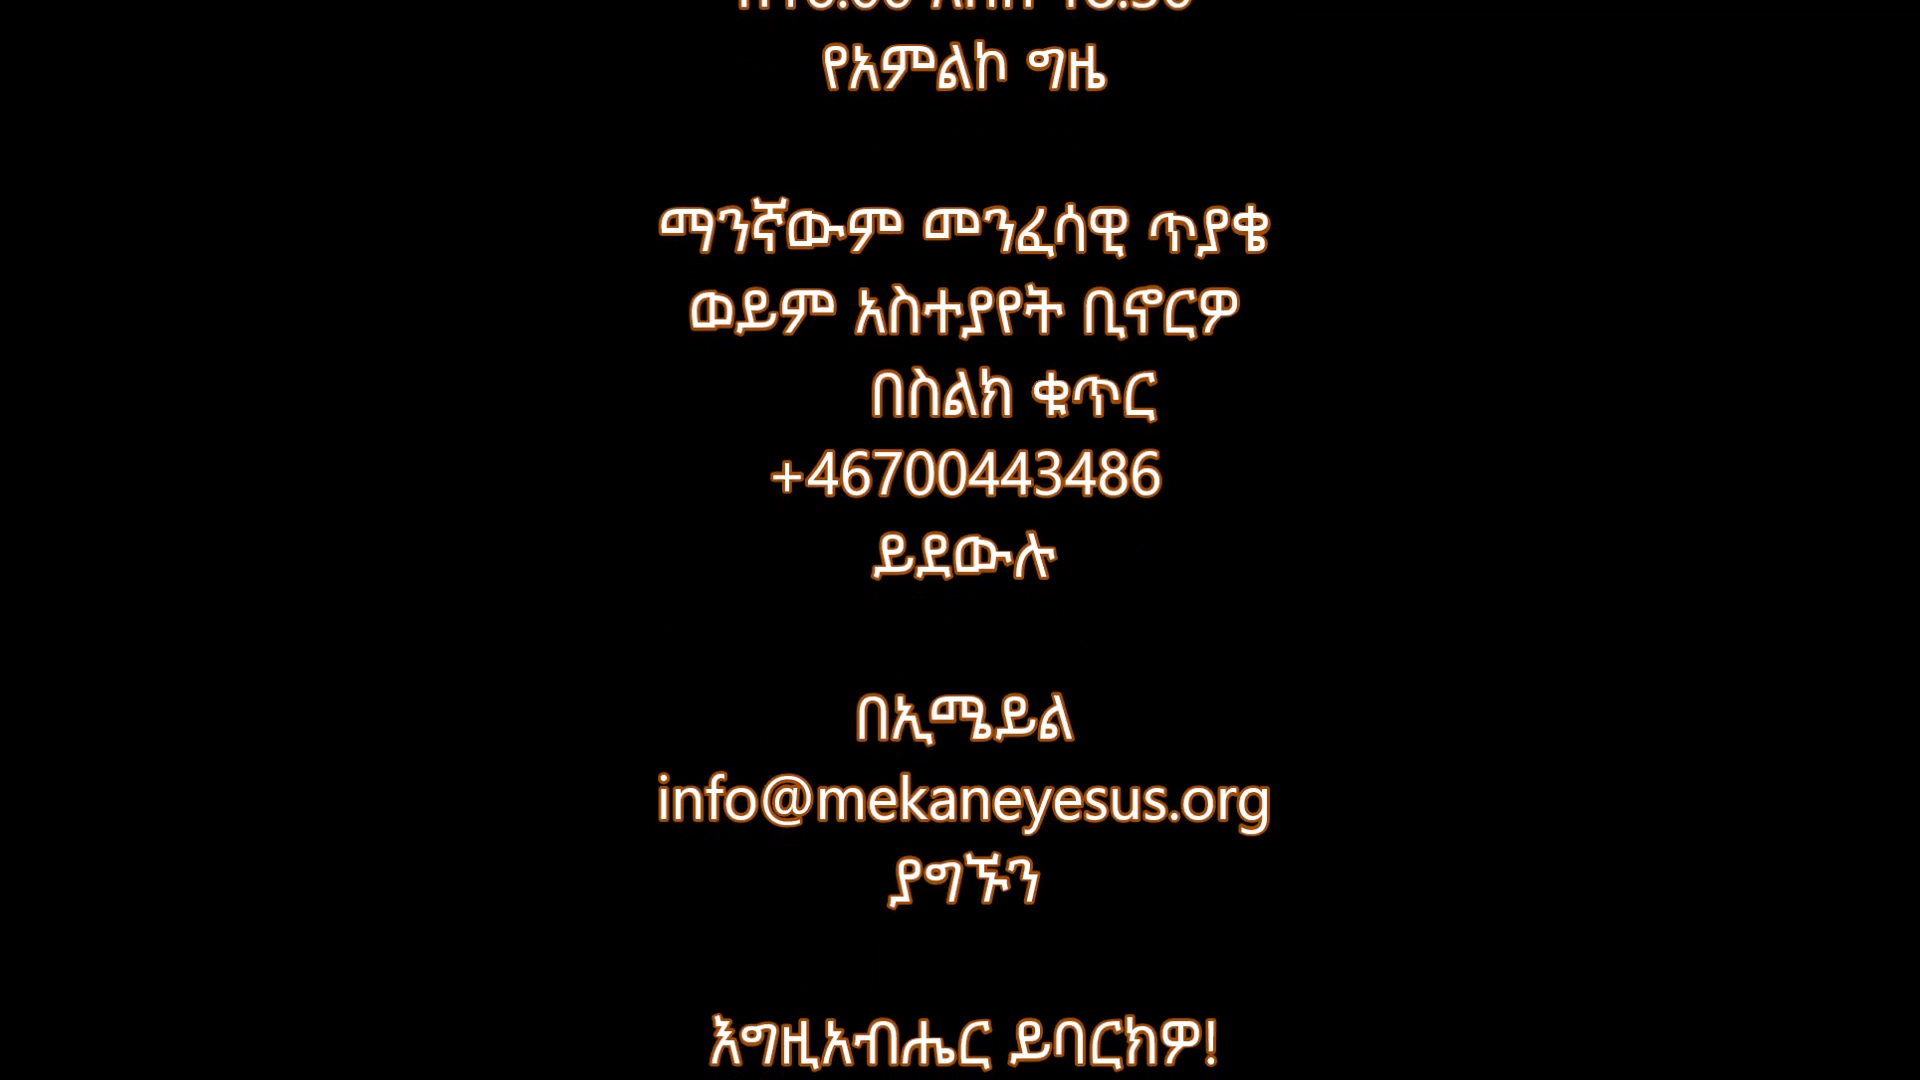 የአምልኮ ግዜ
ማንኛውም መንፈሳዊ ጥያቄ
ወይም አስተያየት ቢኖርዎ
በስልክ ቁጥር
+46700443486
ይደውሉ
በኢሜይል
info@mekaneyesus.org
ያግኙን
እግዚአብሔር ይባርክዎ!